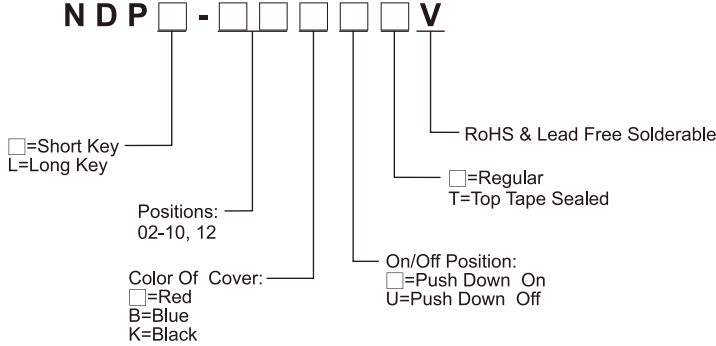 NDP□-□□□□□V
□=Short Key
L=Long Key
RoHS & Lead Free Solderable
□=Regular
T=Top Tape Sealed
Positions:
02-10, 12
On/Off Position:
□=Push Down On
U=Push Down Off
Color Of Cover:
□=Red
B=Blue
K=Black